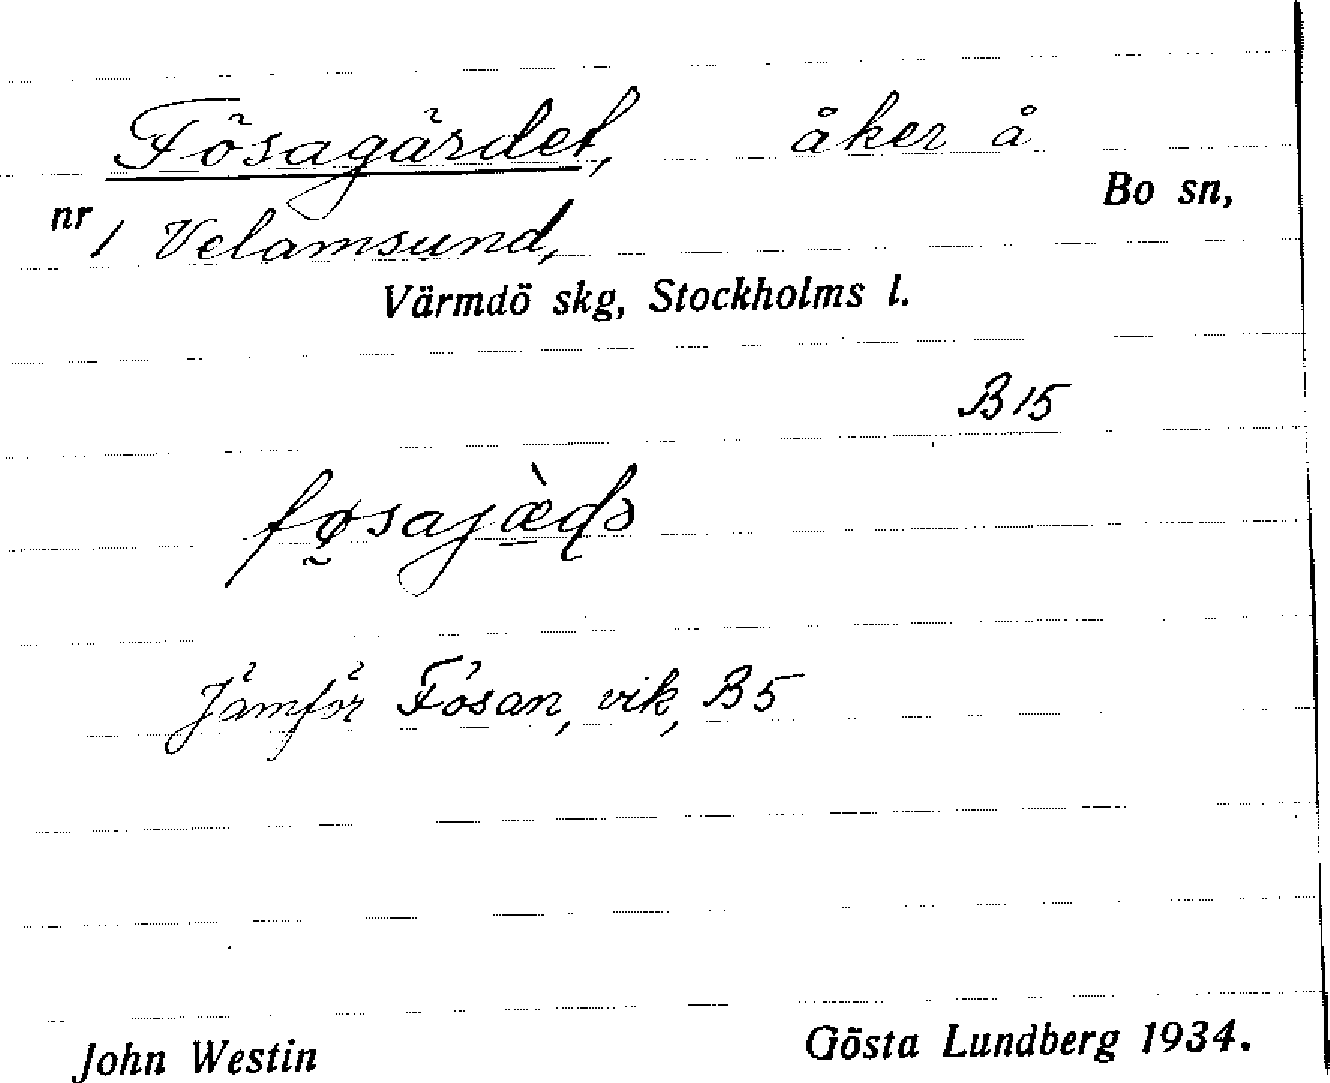 Fösagärdet, åker å
Bo sn,
nr 1 Velamsund,
Värmdö skg, Stockholms l.
B 15
Jämför Fösan, vik, B 5
John Westin
Gösta Lundberg 1934.